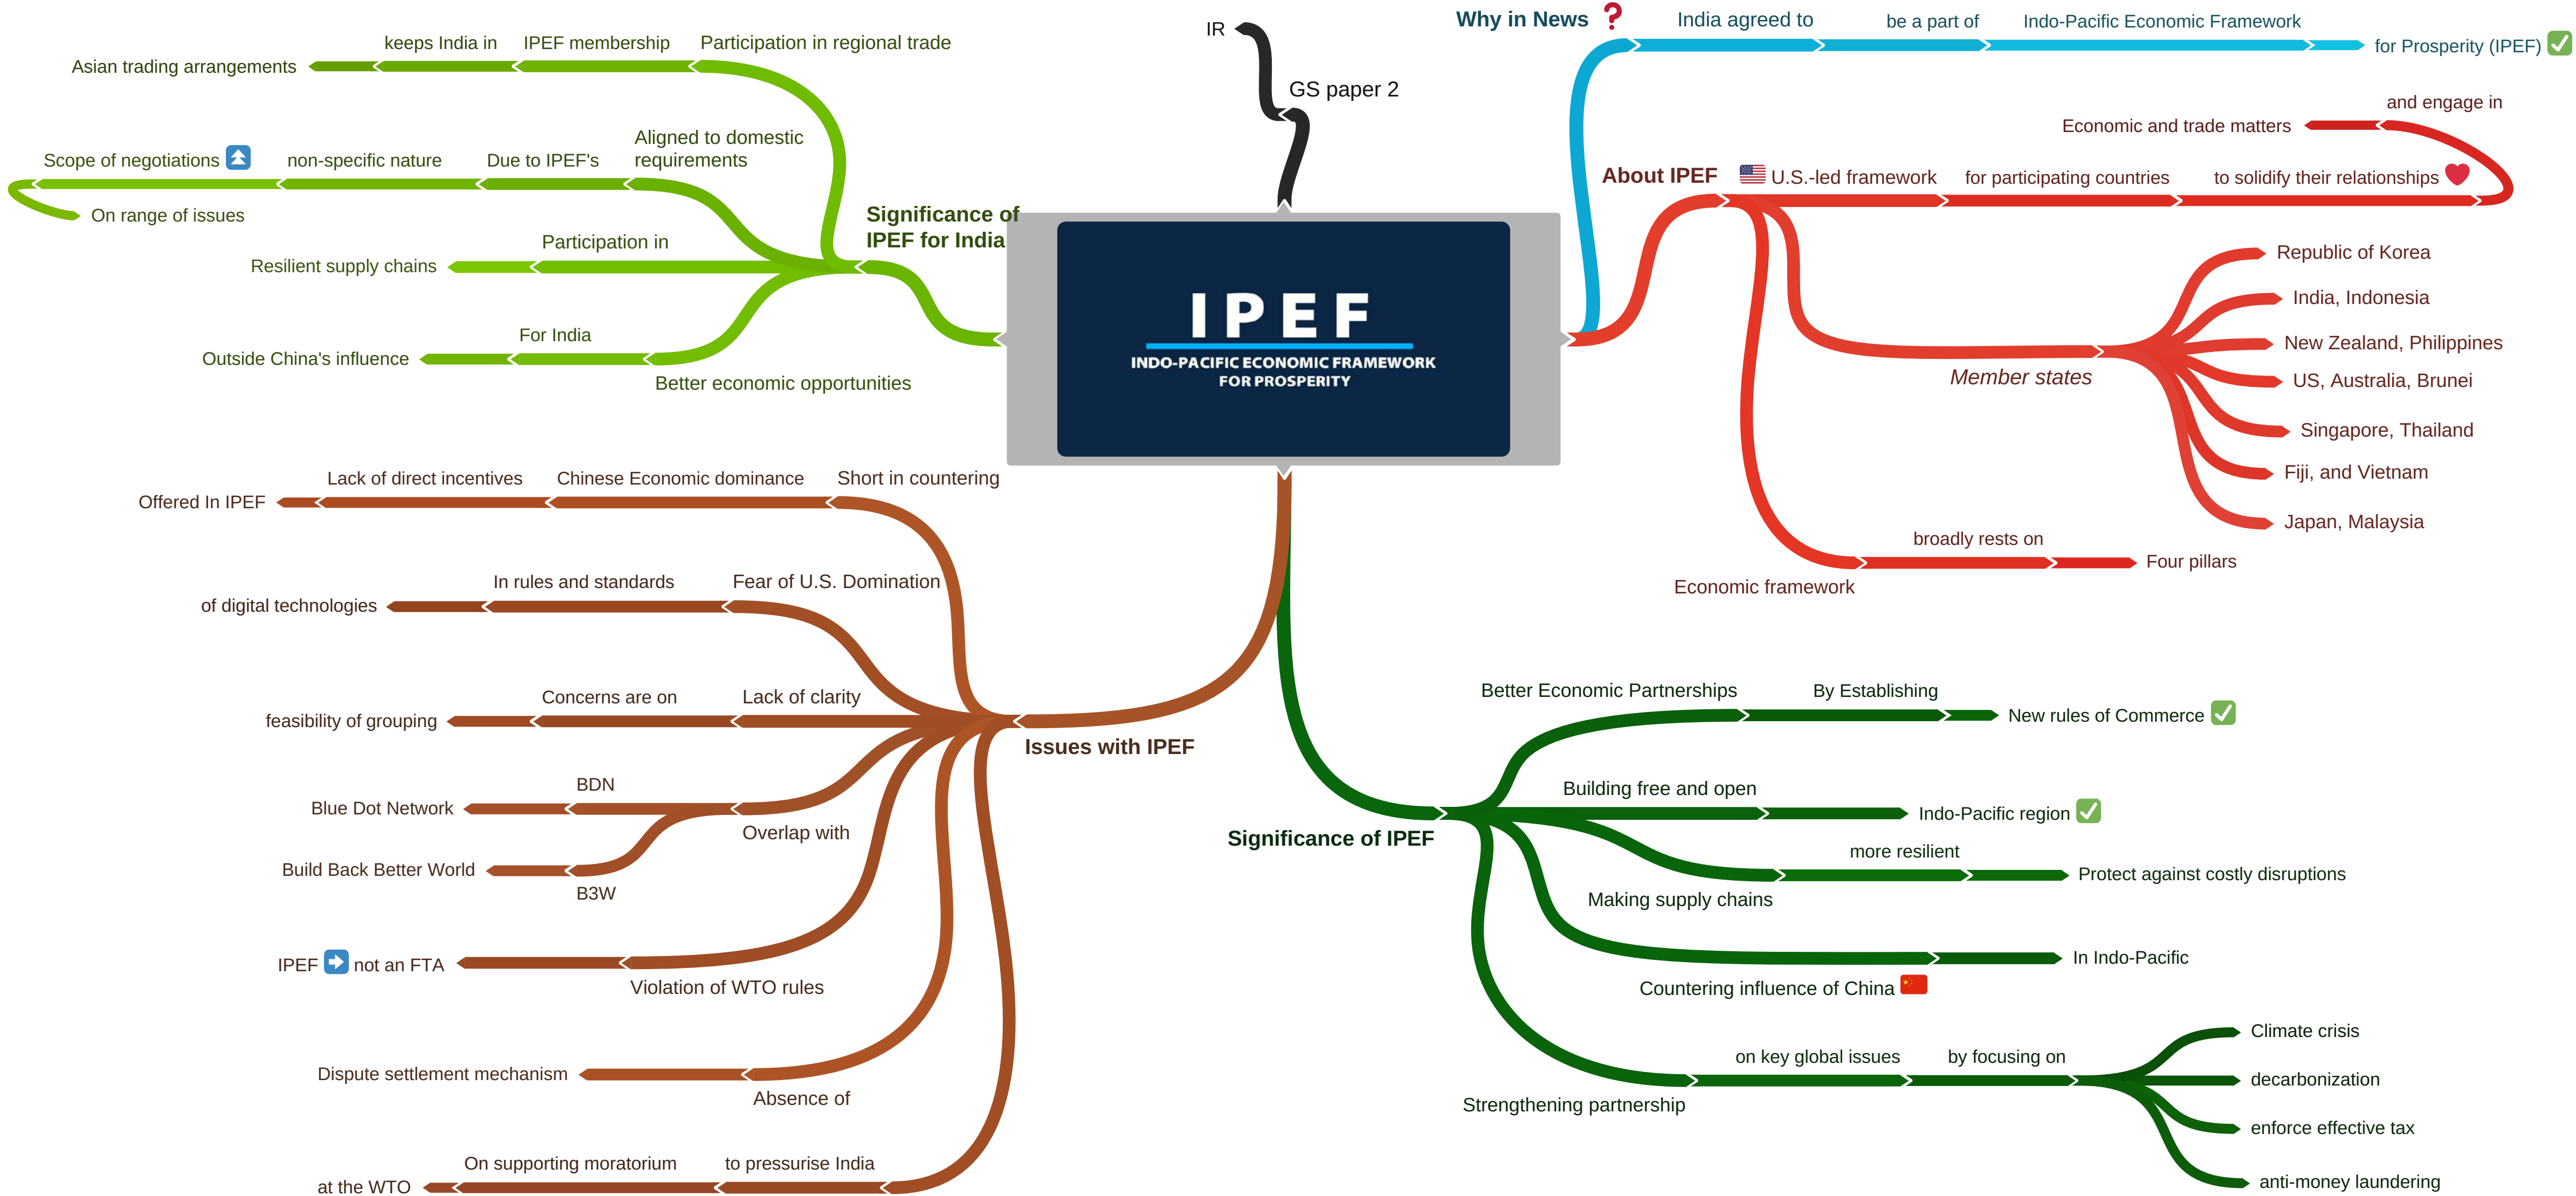 IR
GS paper 2
IPEF
INDO-PACIFIC ECONOMIC FRAMEWORK
FOR PROSPERITY
Why in News
India agreed to
be a part of
Indo-Pacific Economic Framework
for Prosperity (IPEF)
About IPEF
U.S.-led framework
for participating countries
to solidify their relationships
and engage in
Economic and trade matters
Member states
Republic of Korea
India, Indonesia
New Zealand, Philippines
US, Australia, Brunei
Singapore, Thailand
Fiji, and Vietnam
Japan, Malaysia
Economic framework
broadly rests on
Four pillars
Significance of IPEF
Better Economic Partnerships
By Establishing
New rules of Commerce
Building free and open
Indo-Pacific region
Making supply chains
more resilient
Protect against costly disruptions
Countering influence of China
In Indo-Pacific
Strengthening partnership
on key global issues
by focusing on
Climate crisis
decarbonization
enforce effective tax
anti-money laundering
Issues with IPEF
Short in countering
Chinese Economic dominance
Lack of direct incentives
Offered In IPEF
Fear of U.S. Domination
In rules and standards
of digital technologies
Lack of clarity
Concerns are on
feasibility of grouping
Overlap with
BDN
Blue Dot Network
B3W
Build Back Better World
Violation of WTO rules
IPEF ➡ not an FTA
Absence of
Dispute settlement mechanism
to pressurise India
On supporting moratorium
at the WTO
Significance of
IPEF for India
Participation in regional trade
IPEF membership
keeps India in
Asian trading arrangements
Aligned to domestic
requirements
Due to IPEF's
non-specific nature
Scope of negotiations
On range of issues
Participation in
Resilient supply chains
Better economic opportunities
For India
Outside China's influence